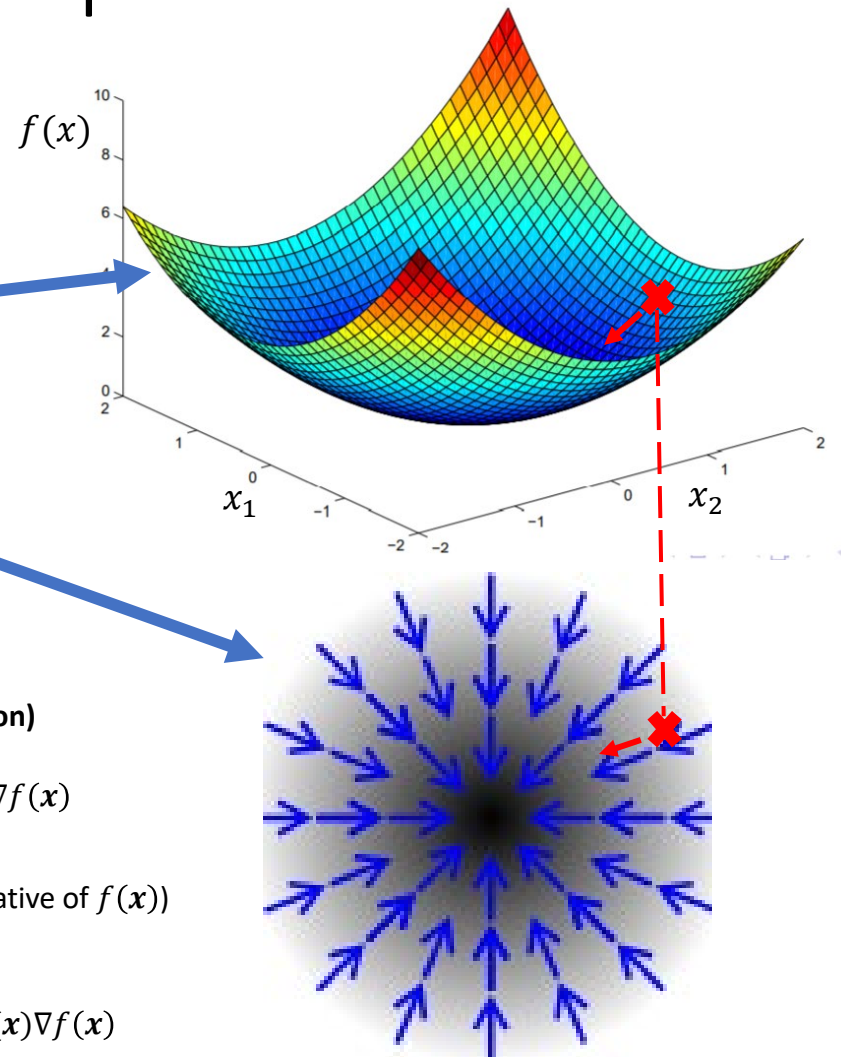 10
f(x)
8
6
4
2
0
2
1
0
x₁
−1
−2
−2
−1
0
x₂
1
2
on)
∇f(𝒙)
ative of f(𝒙))
(𝒙)∇f(𝒙)